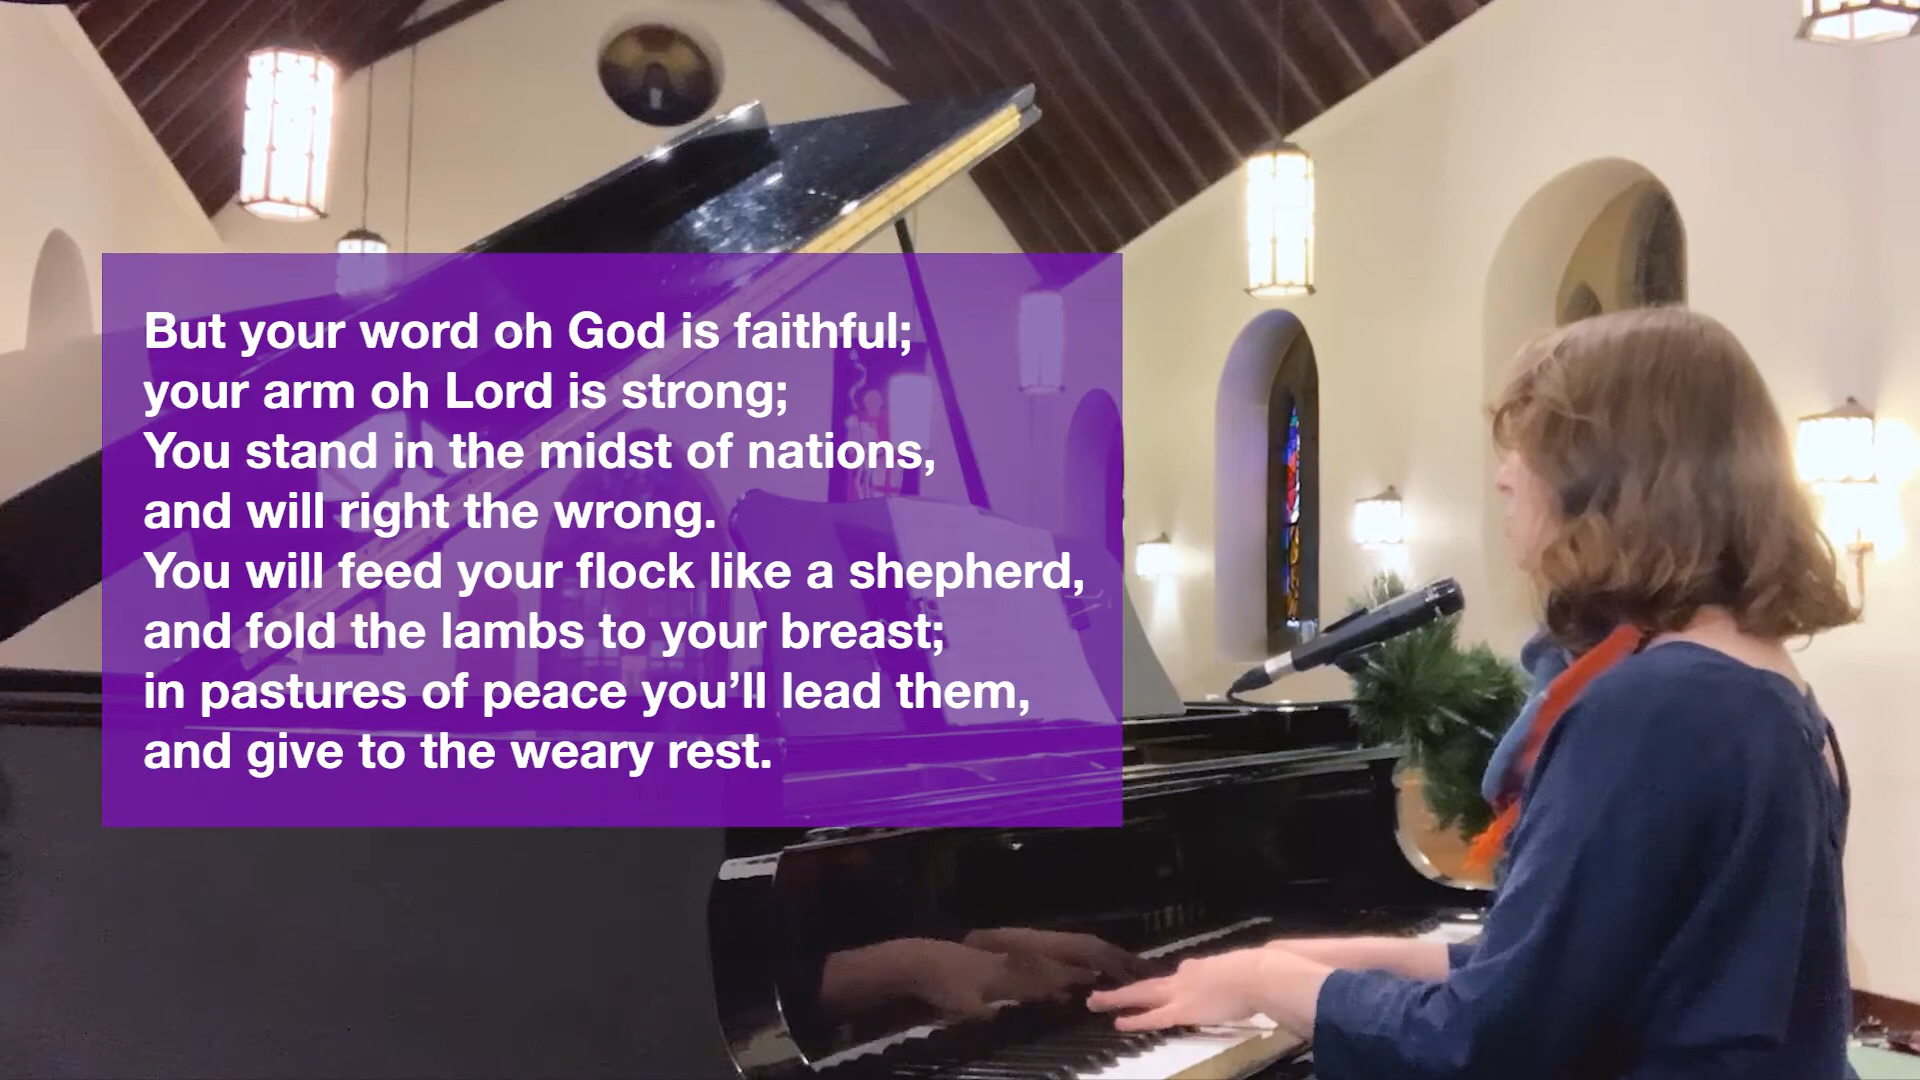 But your word oh God is faithful;
your arm oh Lord is strong;
You stand in the midst of nations,
and will right the wrong.
You will feed your flock like a shepherd,
and fold the lambs to your breast;
in pastures of peace you’ll lead them,
and give to the weary rest.